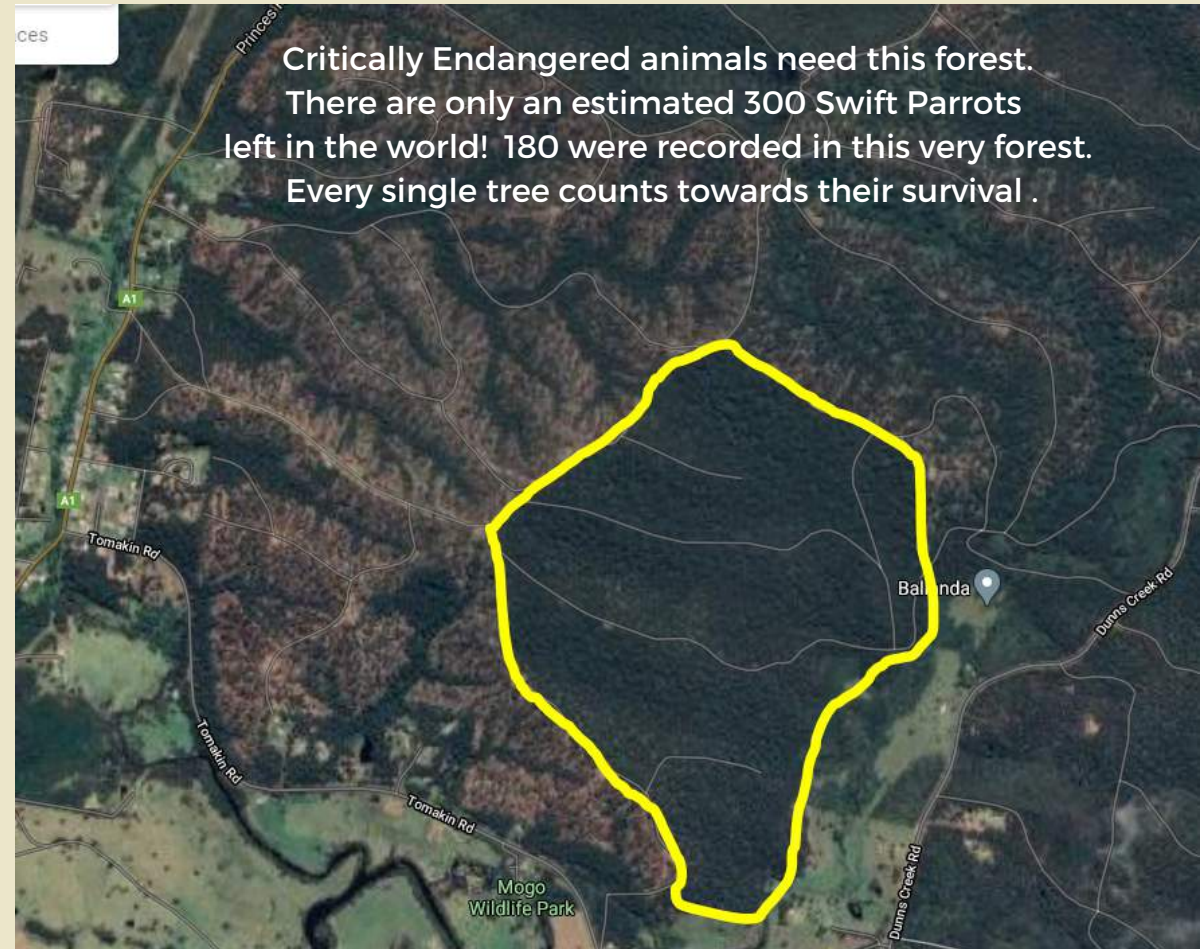 ces
Princes
Critically Endangered animals need this forest.
There are only an estimated 300 Swift Parrots
left in the world! 180 were recorded in this very forest.
Every single tree counts towards their survival .
A1
A1
Tomakin Rd
Dunns Creek Rd
Tomakin Rd
Tomakin Rd
Mogo
Wildlife Park
Dunns Creek Rd